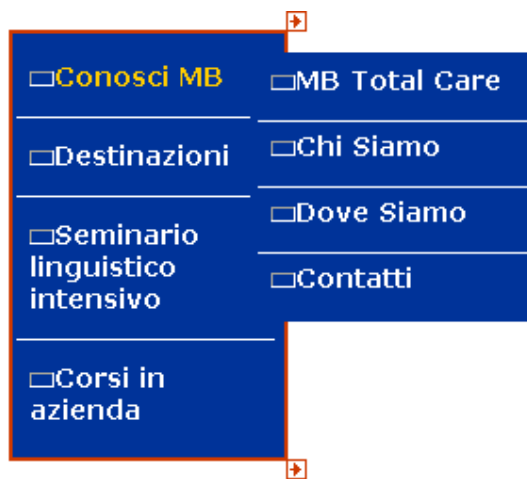 Conosci MB
Destinazioni
Seminario
linguistico
intensivo
Corsi in
azienda
MB Total Care
Chi Siamo
Dove Siamo
Contatti